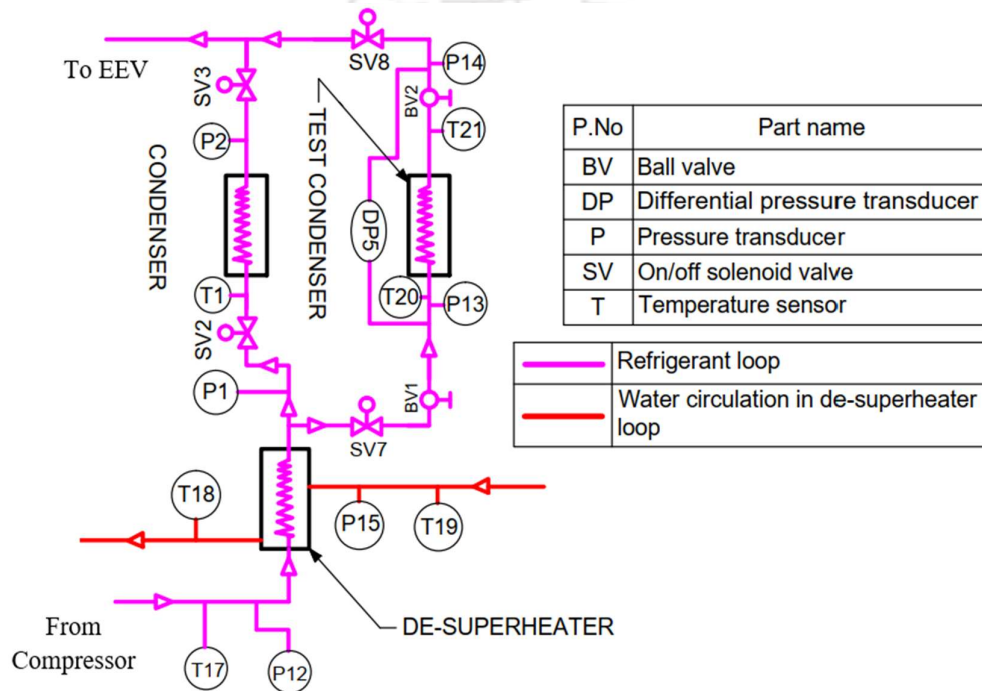 To EEV
SV3
SV8
P14
BV2
T21
P2
CONDENSER
TEST CONDENSER
DP5
T1
T20
P13
SV2
P1
BV1
SV7
T18
P15
T19
From
Compressor
T17
P12
DE-SUPERHEATER
P.No Part name
BV Ball valve
DP Differential pressure transducer
P Pressure transducer
SV On/off solenoid valve
T Temperature sensor
Refrigerant loop
Water circulation in de-superheater
loop